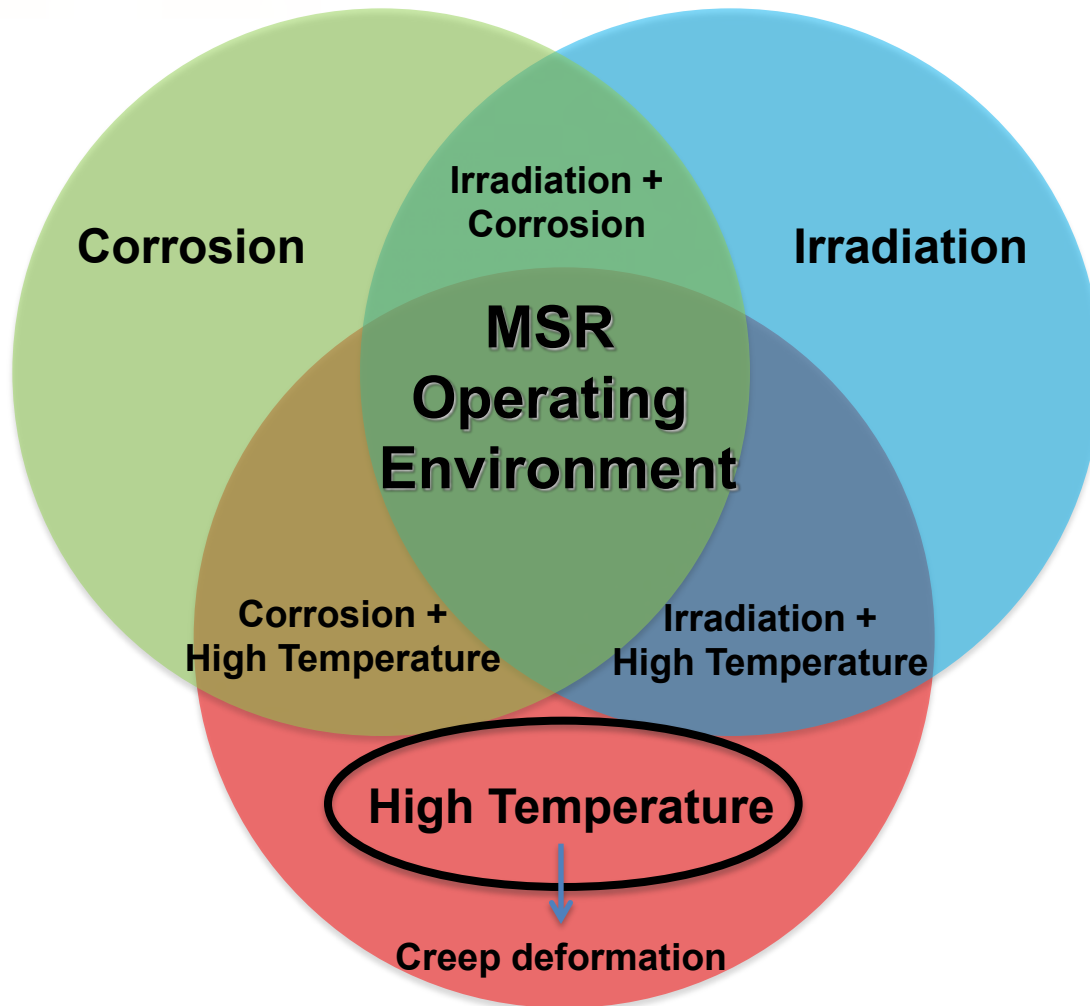 Irradiation +
Corrosion
Corrosion
Irradiation
MSR
Operating
Environment
Corrosion +
High Temperature
Irradiation +
High Temperature
High Temperature
Creep deformation